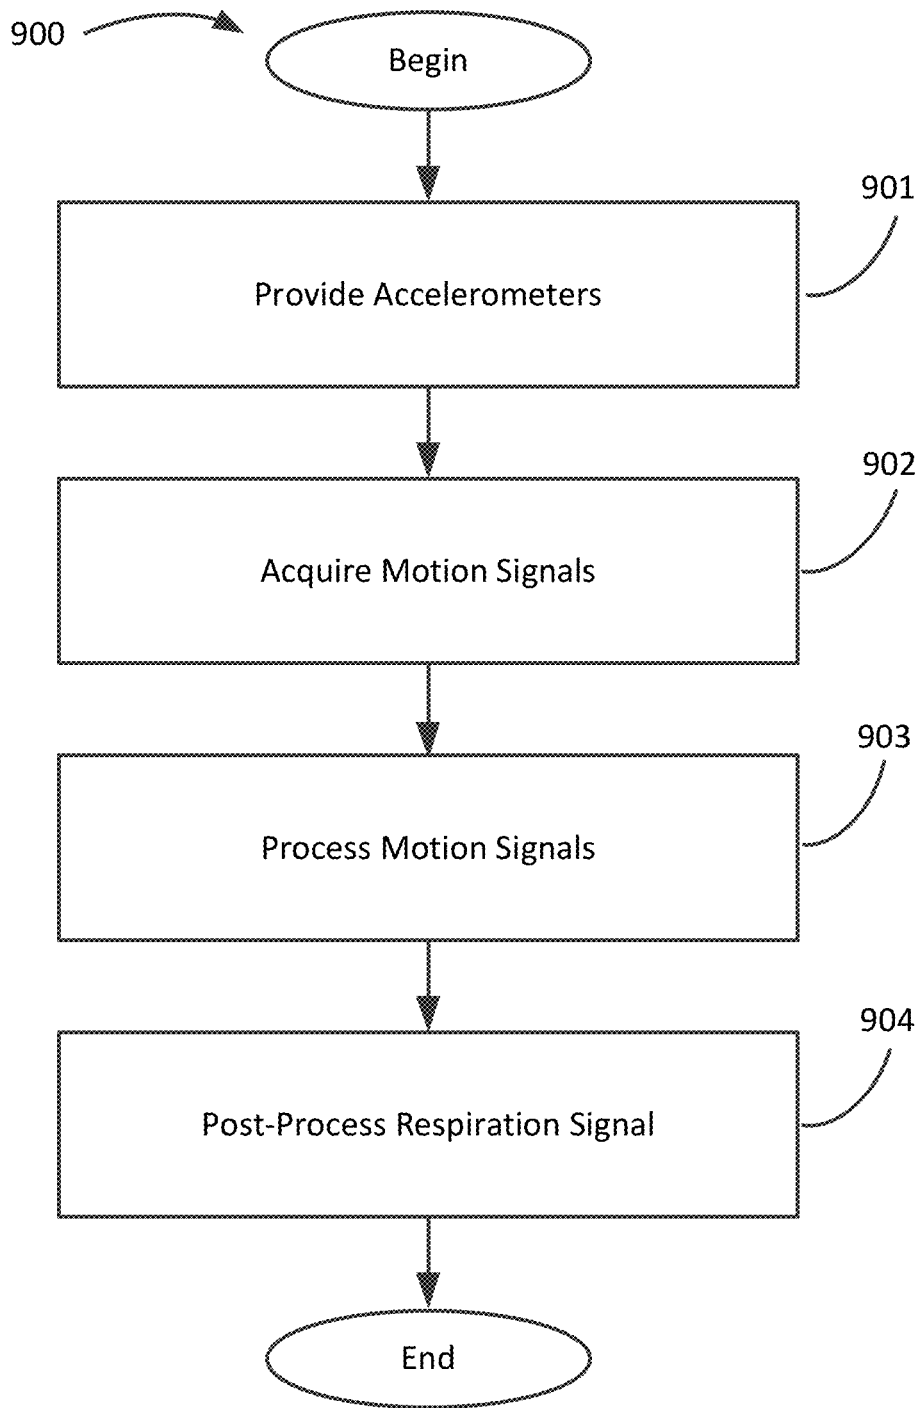 900
Begin
901
Provide Accelerometers
902
Acquire Motion Signals
903
Process Motion Signals
904
Post-Process Respiration Signal
End